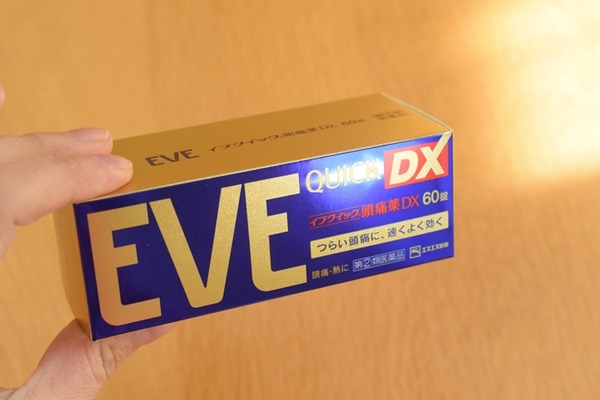 EVE イブクイック頭痛薬DX 60錠
EVE
QUICK DX
イブクイック頭痛薬DX 60錠
つらい頭痛に、速くよく効く
頭痛・熱に 指定第②類医薬品 エスエス製薬